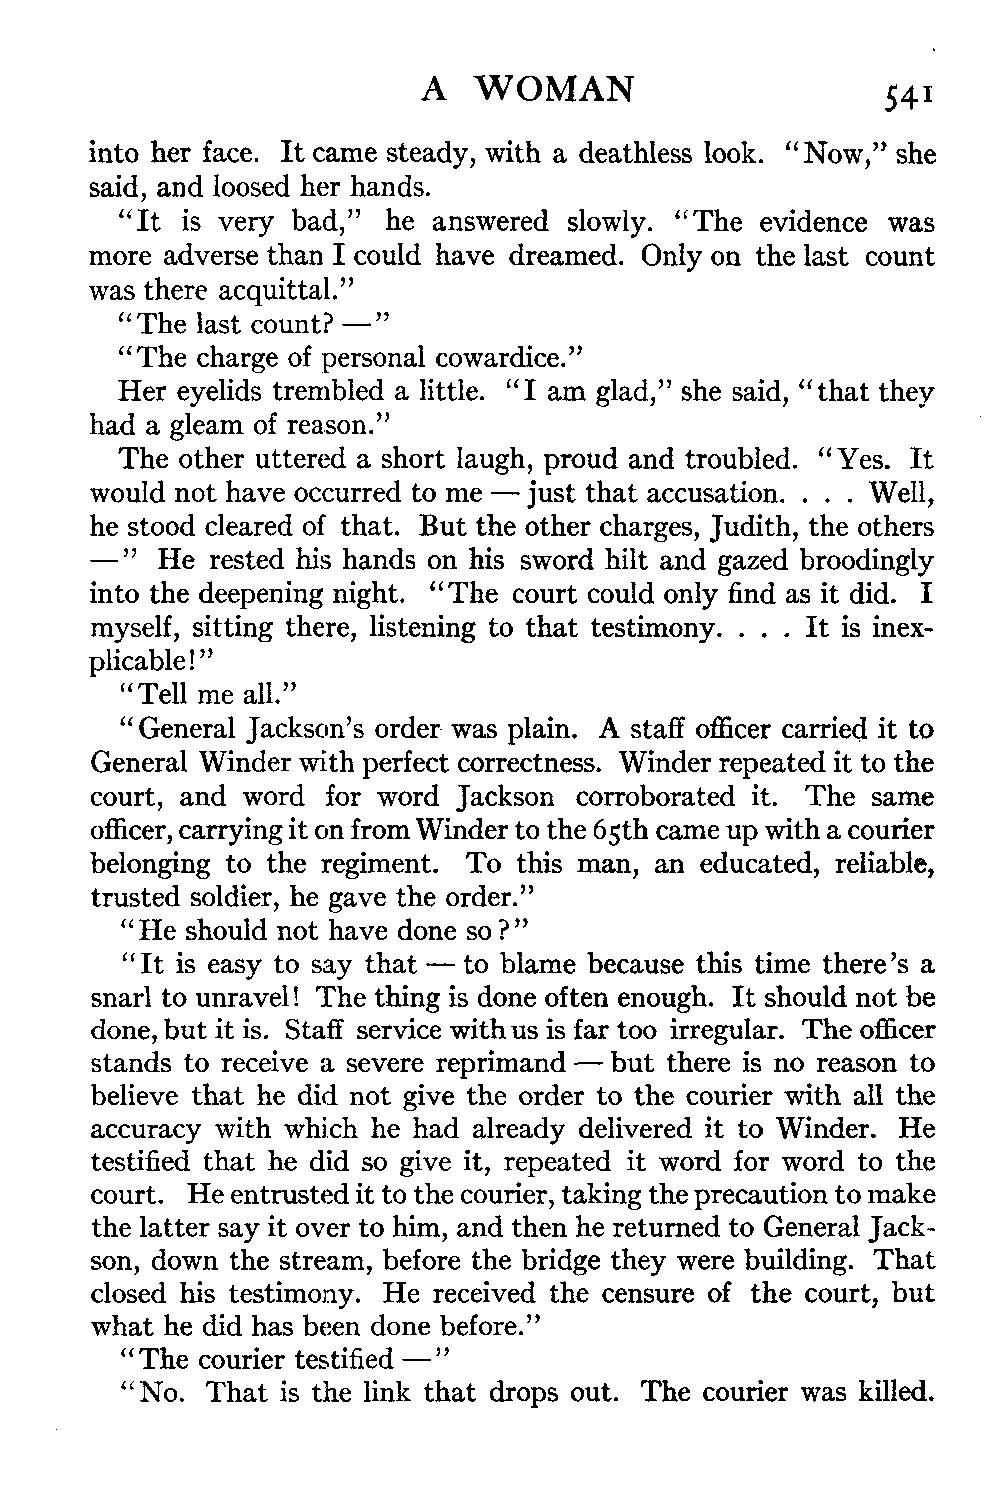 A WOMAN 541
into her face. It came steady, with a deathless look. "Now," she
said, and loosed her hands.
"It is very bad," he answered slowly. "The evidence was
more adverse than I could have dreamed. Only on the last count
was there acquittal."
"The last count? —"
"The charge of personal cowardice."
Her eyelids trembled a little. "I am glad," she said, "that they
had a gleam of reason."
The other uttered a short laugh, proud and troubled. "Yes. It
would not have occurred to me — just that accusation. . . . Well,
he stood cleared of that. But the other charges, Judith, the others
—" He rested his hands on his sword hilt and gazed broodingly
into the deepening night. "The court could only find as it did. I
myself, sitting there, listening to that testimony. . . . It is inex-
plicable!"
"Tell me all."
"General Jackson's order was plain. A staff officer carried it to
General Winder with perfect correctness. Winder repeated it to the
court, and word for word Jackson corroborated it. The same
officer, carrying it on from Winder to the 65th came up with a courier
belonging to the regiment. To this man, an educated, reliable,
trusted soldier, he gave the order."
"He should not have done so?"
"It is easy to say that — to blame because this time there's a
snarl to unravel! The thing is done often enough. It should not be
done, but it is. Staff service with us is far too irregular. The officer
stands to receive a severe reprimand — but there is no reason to
believe that he did not give the order to the courier with all the
accuracy with which he had already delivered it to Winder. He
testified that he did so give it, repeated it word for word to the
court. He entrusted it to the courier, taking the precaution to make
the latter say it over to him, and then he returned to General Jack-
son, down the stream, before the bridge they were building. That
closed his testimony. He received the censure of the court, but
what he did has been done before."
"The courier testified —"
"No. That is the link that drops out. The courier was killed.